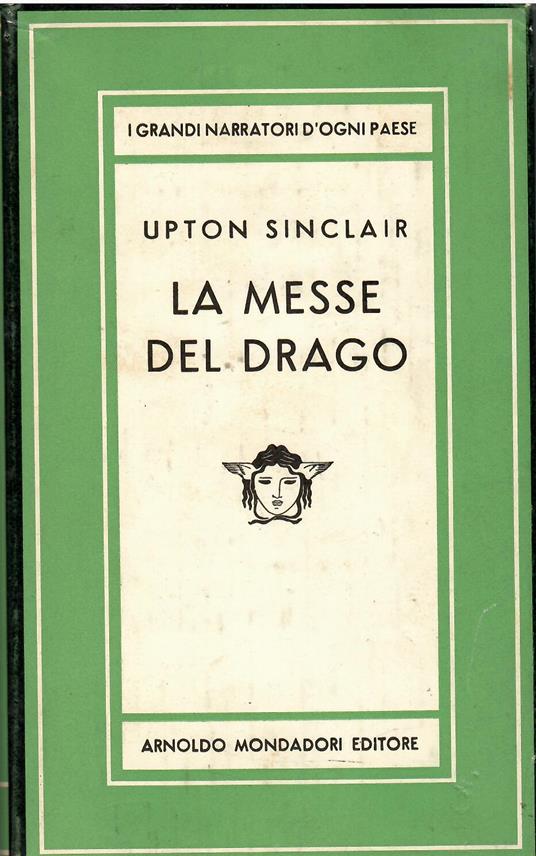 I GRANDI NARRATORI D'OGNI PAESE
UPTON SINCLAIR
LA MESSE
DEL DRAGO
ARNOLDO MONDADORI EDITORE